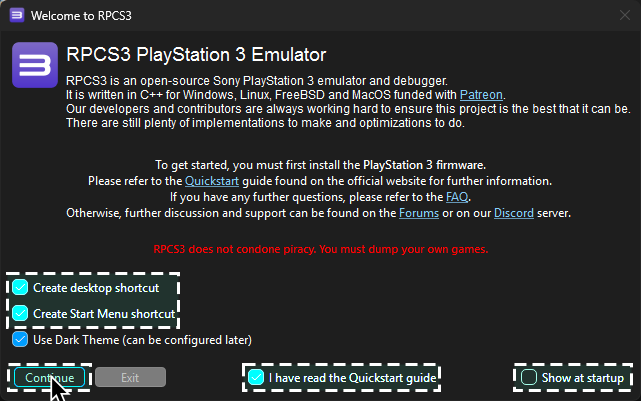 Welcome to RPCS3
RPCS3 PlayStation 3 Emulator
RPCS3 is an open-source Sony PlayStation 3 emulator and debugger.
It is written in C++ for Windows, Linux, FreeBSD and MacOS funded with Patreon.
Our developers and contributors are always working hard to ensure this project is the best that it can be.
There are still plenty of implementations to make and optimizations to do.
To get started, you must first install the PlayStation 3 firmware.
Please refer to the Quickstart guide found on the official website for further information.
If you have any further questions, please refer to the FAQ.
Otherwise, further discussion and support can be found on the Forums or on our Discord server.
RPCS3 does not condone piracy. You must dump your own games.
Create desktop shortcut
Create Start Menu shortcut
Use Dark Theme (can be configured later)
Continue Exit I have read the Quickstart guide Show at startup